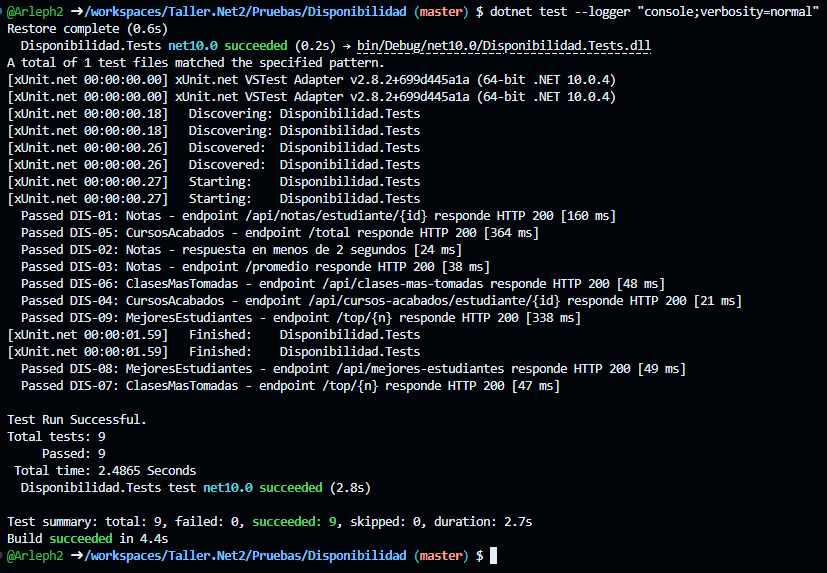 @Arleph2 ➜/workspaces/Taller.Net2/Pruebas/Disponibilidad (master) $ dotnet test --logger "console;verbosity=normal"
Restore complete (0.6s)
  Disponibilidad.Tests net10.0 succeeded (0.2s) → bin/Debug/net10.0/Disponibilidad.Tests.dll
A total of 1 test files matched the specified pattern.
[xUnit.net 00:00:00.00] xUnit.net VSTest Adapter v2.8.2+699d445a1a (64-bit .NET 10.0.4)
[xUnit.net 00:00:00.00] xUnit.net VSTest Adapter v2.8.2+699d445a1a (64-bit .NET 10.0.4)
[xUnit.net 00:00:00.18]   Discovering: Disponibilidad.Tests
[xUnit.net 00:00:00.18]   Discovering: Disponibilidad.Tests
[xUnit.net 00:00:00.26]   Discovered:  Disponibilidad.Tests
[xUnit.net 00:00:00.26]   Discovered:  Disponibilidad.Tests
[xUnit.net 00:00:00.27]   Starting:    Disponibilidad.Tests
[xUnit.net 00:00:00.27]   Starting:    Disponibilidad.Tests
  Passed DIS-01: Notas - endpoint /api/notas/estudiante/{id} responde HTTP 200 [160 ms]
  Passed DIS-05: CursosAcabados - endpoint /total responde HTTP 200 [364 ms]
  Passed DIS-02: Notas - respuesta en menos de 2 segundos [24 ms]
  Passed DIS-03: Notas - endpoint /promedio responde HTTP 200 [38 ms]
  Passed DIS-06: ClasesMasTomadas - endpoint /api/clases-mas-tomadas responde HTTP 200 [48 ms]
  Passed DIS-04: CursosAcabados - endpoint /api/cursos-acabados/estudiante/{id} responde HTTP 200 [21 ms]
  Passed DIS-09: MejoresEstudiantes - endpoint /top/{n} responde HTTP 200 [338 ms]
[xUnit.net 00:00:01.59]   Finished:    Disponibilidad.Tests
[xUnit.net 00:00:01.59]   Finished:    Disponibilidad.Tests
  Passed DIS-08: MejoresEstudiantes - endpoint /api/mejores-estudiantes responde HTTP 200 [49 ms]
  Passed DIS-07: ClasesMasTomadas - endpoint /top/{n} responde HTTP 200 [47 ms]

Test Run Successful.
Total tests: 9
     Passed: 9
 Total time: 2.4865 Seconds
  Disponibilidad.Tests test net10.0 succeeded (2.8s)

Test summary: total: 9, failed: 0, succeeded: 9, skipped: 0, duration: 2.7s
Build succeeded in 4.4s
@Arleph2 ➜/workspaces/Taller.Net2/Pruebas/Disponibilidad (master) $